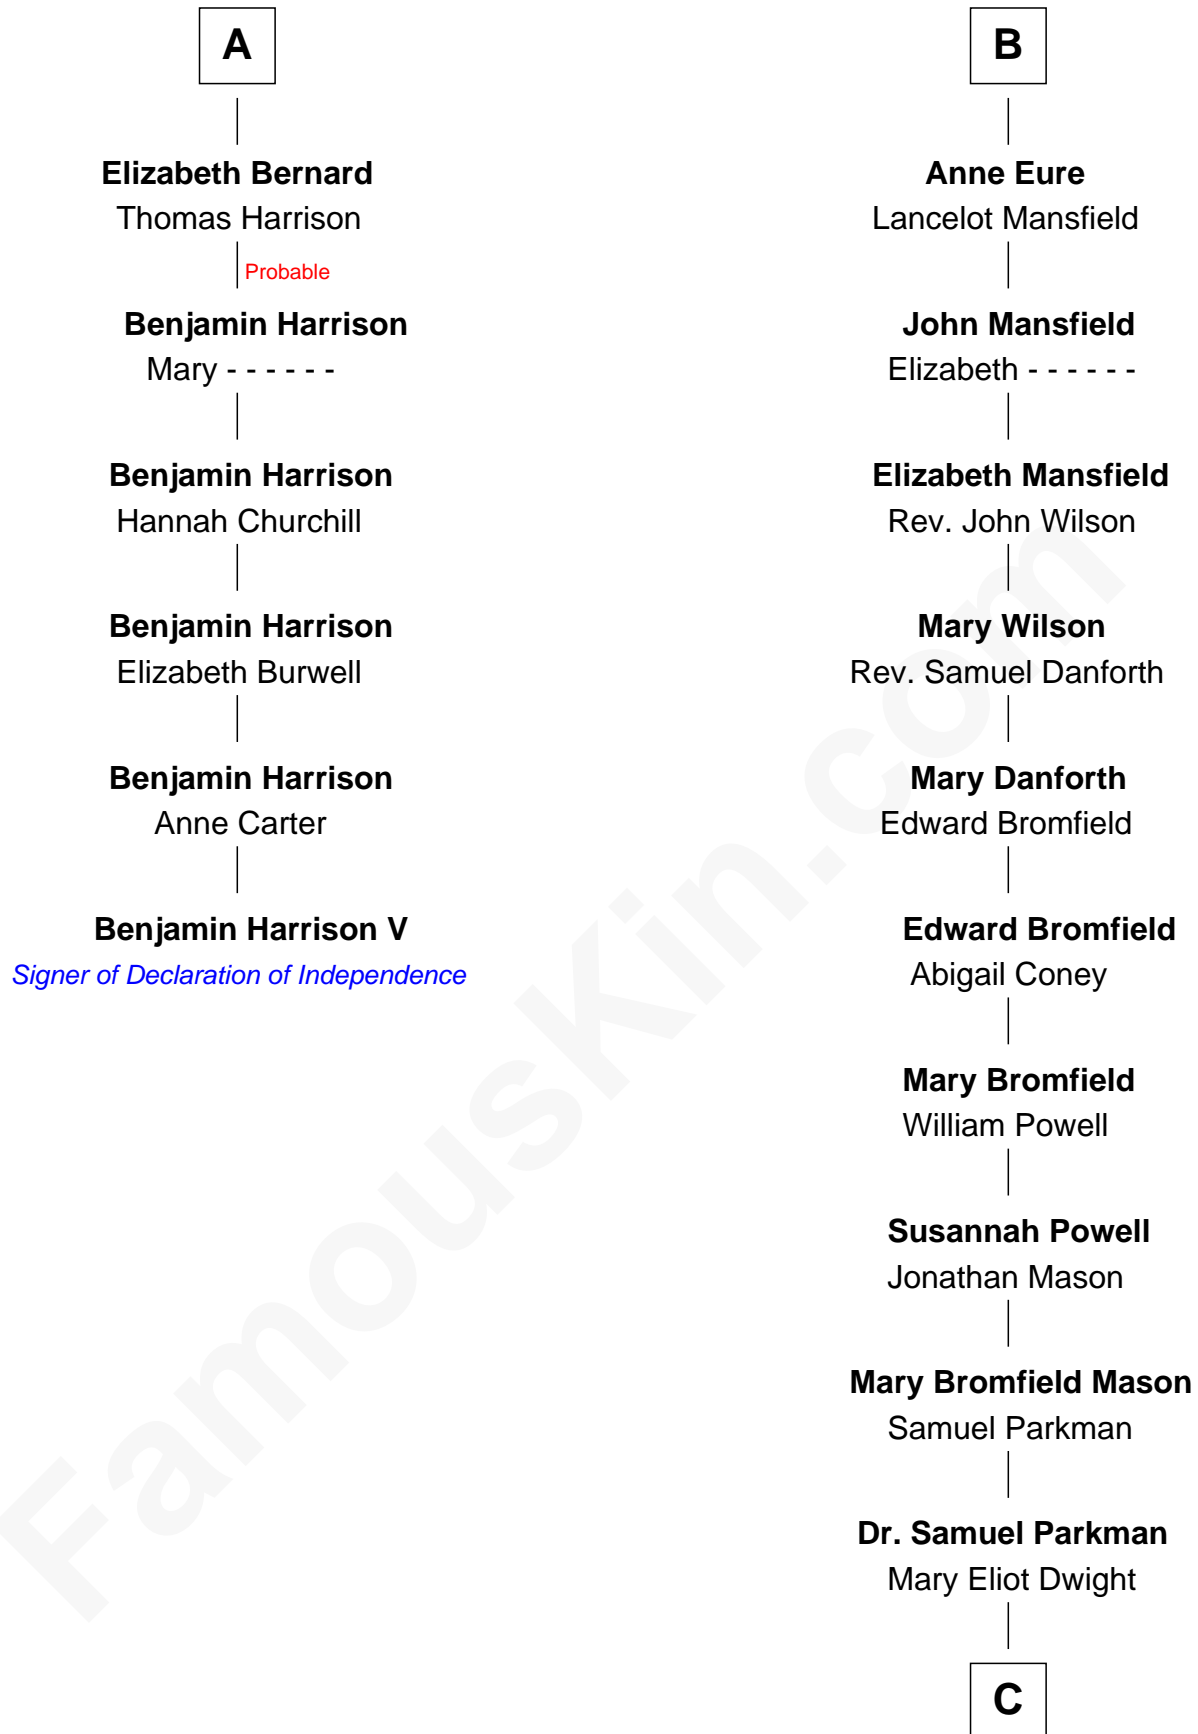 A
Elizabeth Bernard
Thomas Harrison
Probable
Benjamin Harrison
Mary - - - - - -
Benjamin Harrison
Hannah Churchill
Benjamin Harrison
Elizabeth Burwell
Benjamin Harrison
Anne Carter
Benjamin Harrison V
Signer of Declaration of Independence
B
Anne Eure
Lancelot Mansfield
John Mansfield
Elizabeth - - - - - -
Elizabeth Mansfield
Rev. John Wilson
Mary Wilson
Rev. Samuel Danforth
Mary Danforth
Edward Bromfield
Edward Bromfield
Abigail Coney
Mary Bromfield
William Powell
Susannah Powell
Jonathan Mason
Mary Bromfield Mason
Samuel Parkman
Dr. Samuel Parkman
Mary Eliot Dwight
C
FamousKin.com